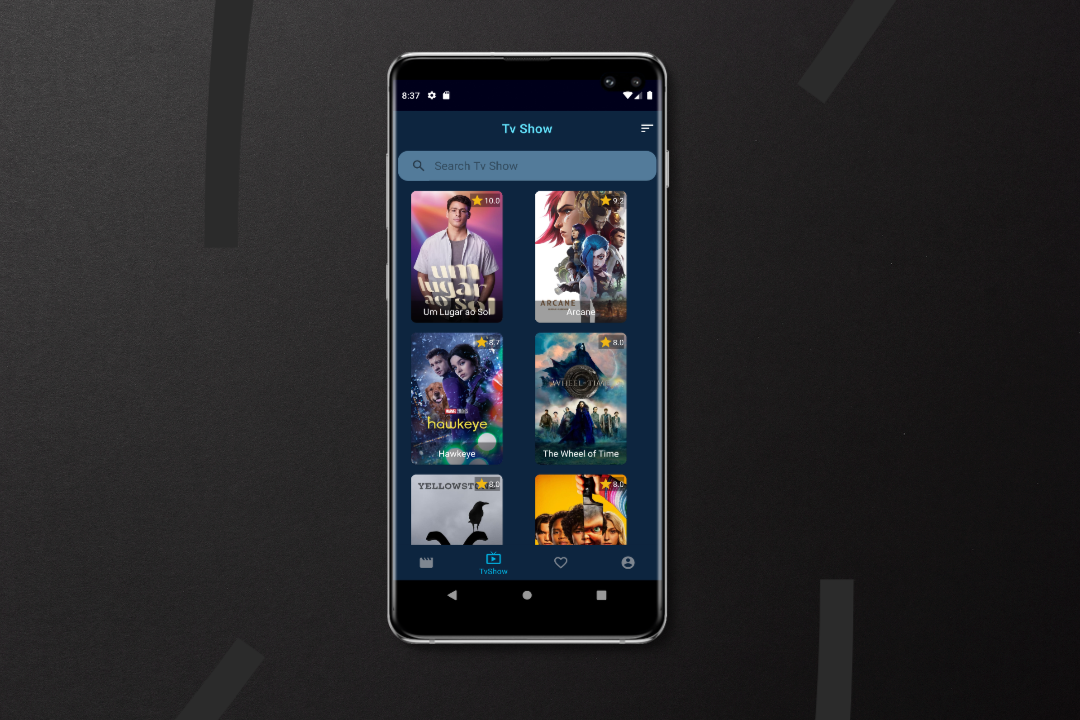 8:37
Tv Show
Search Tv Show
10.0
9.2
um
lugar
ao sol
ARCANE
Um Lugar ao Sol
Arcane
8.7
8.0
WHEEL OF TIME
hawkeye
Hawkeye
The Wheel of Time
8.0
8.0
YELLOWST
TvShow